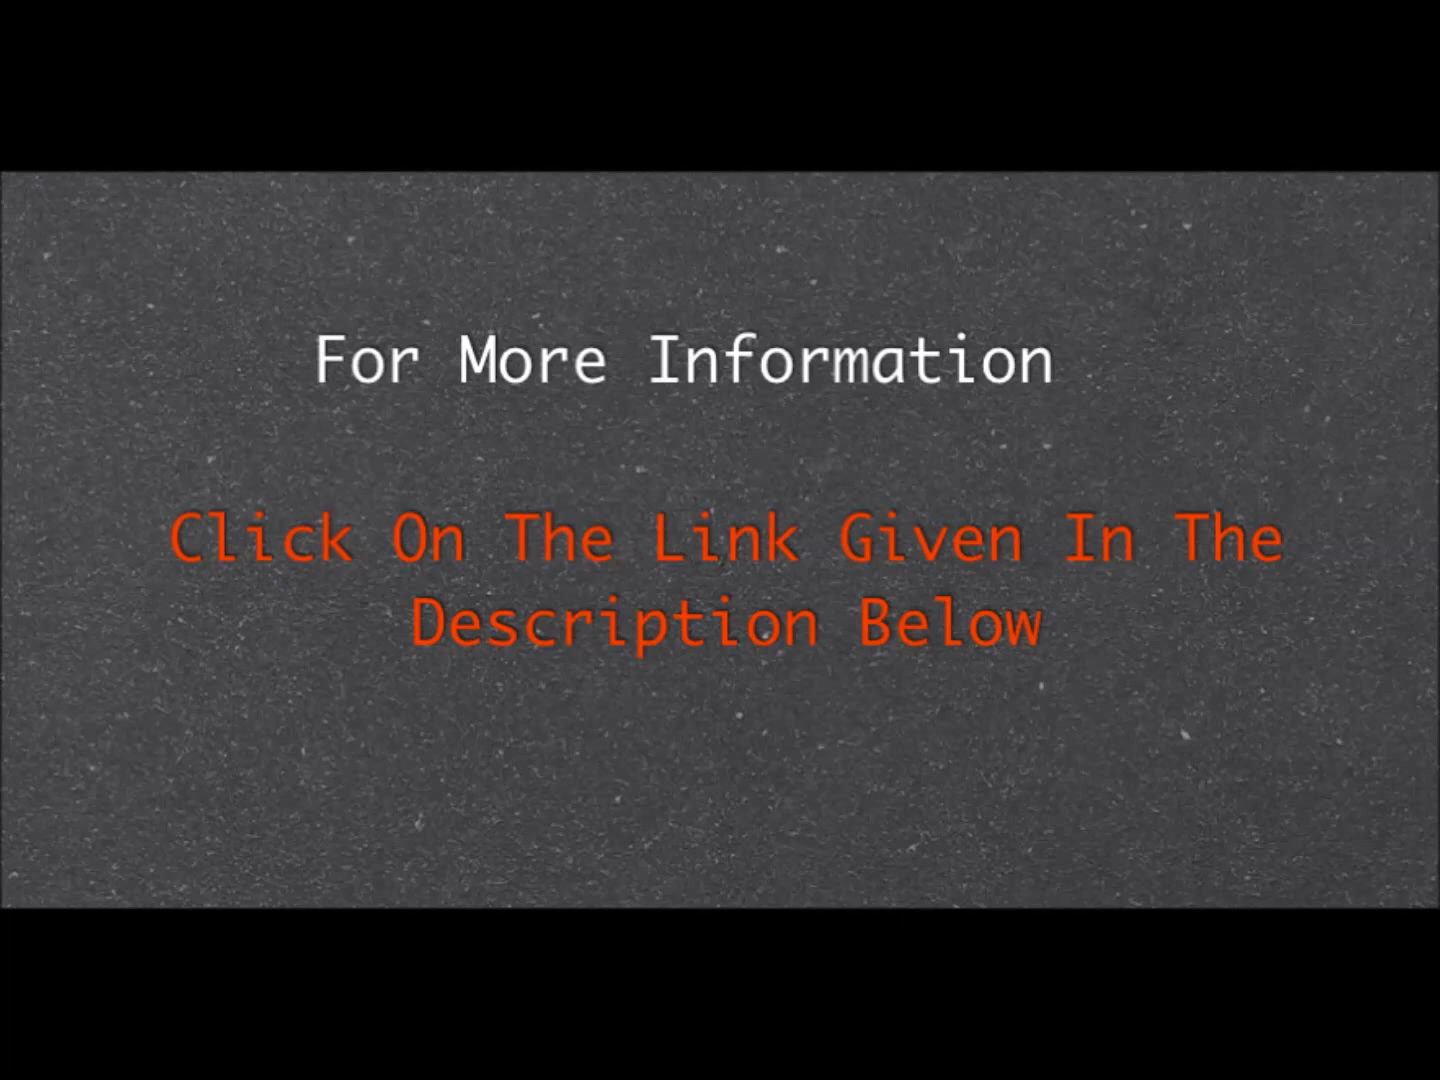 For More Information
Click On The Link Given In The
Description Below